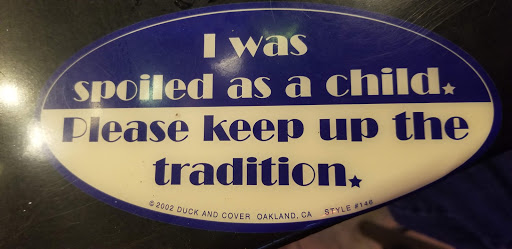 I was
spoiled as a child.
Please keep up the
tradition.
© 2002 DUCK AND COVER OAKLAND, CA STYLE #146